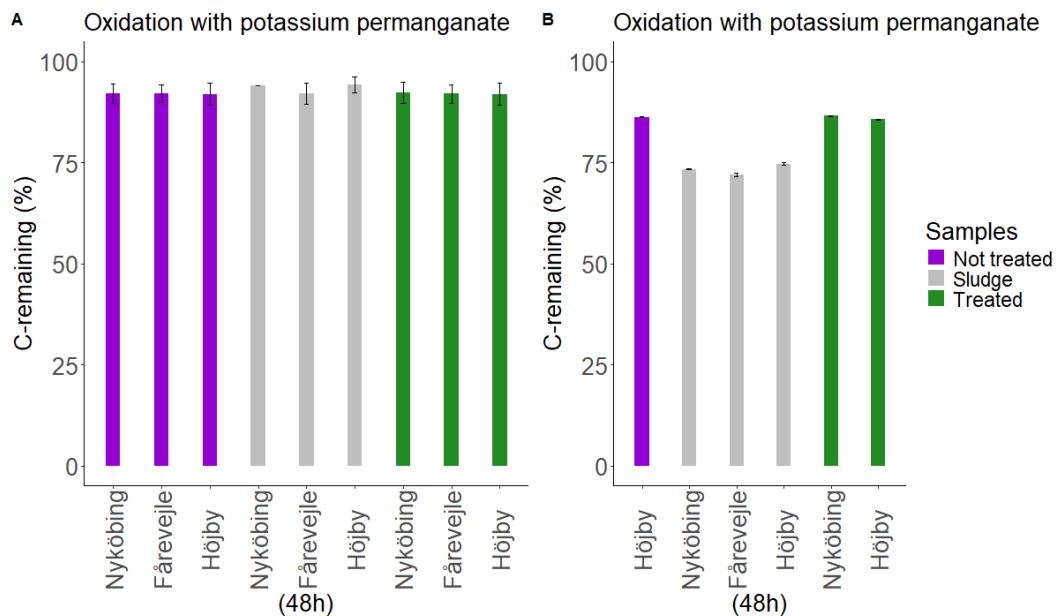 A Oxidation with potassium permanganate
C-remaining (%)
100
75
50
25
0
Nyköbing
Fårevejle
Höjby
Nyköbing
Fårevejle
Höjby
Nyköbing
Fårevejle
Höjby
(48h)
B Oxidation with potassium permanganate
C-remaining (%)
100
75
50
25
0
Höjby
Nyköbing
Fårevejle
Höjby
Nyköbing
Höjby
(48h)
Samples
Not treated
Sludge
Treated